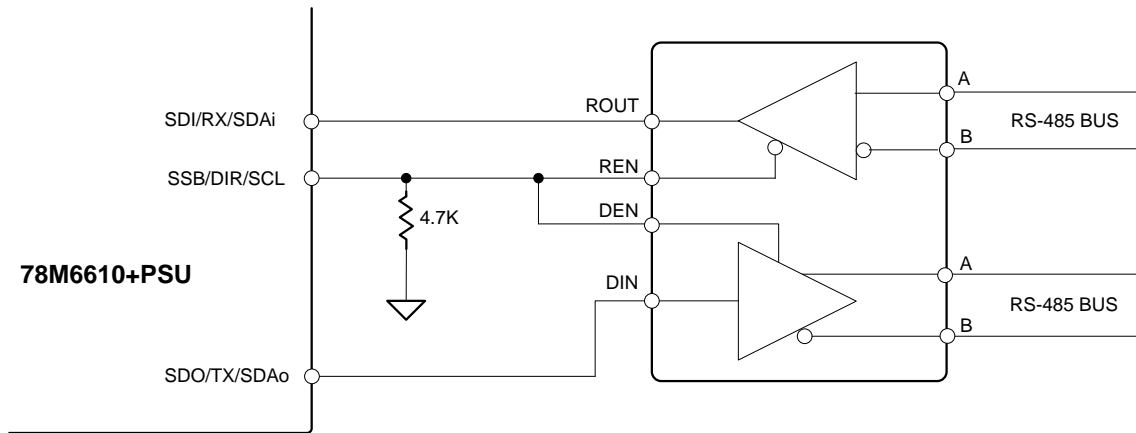 SDI/RX/SDAi
SSB/DIR/SCL
78M6610+PSU
SDO/TX/SDAo
4.7K
ROUT
REN
DEN
DIN
A
RS-485 BUS
B
A
RS-485 BUS
B